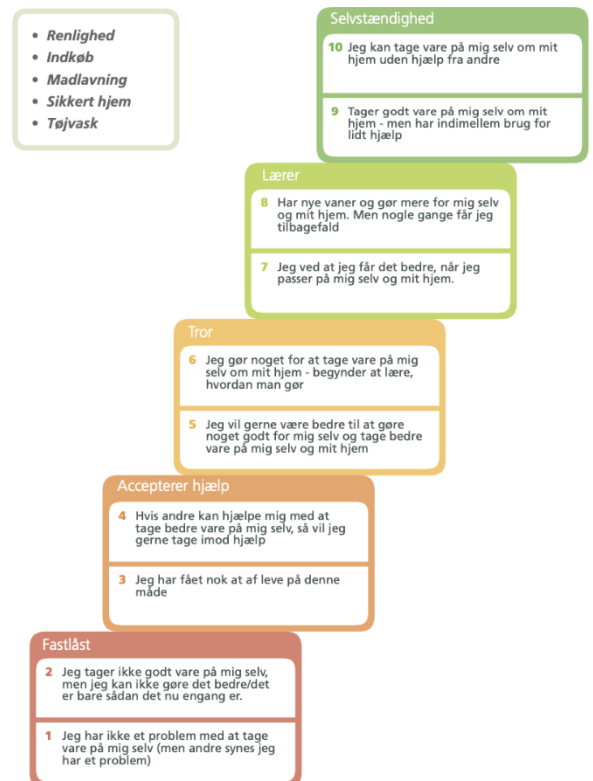 Renlighed
Indkøb
Madlavning
Sikkert hjem
Tøjvask
Selvstændighed
10 Jeg kan tage vare på mig selv om mit
hjem uden hjælp fra andre
9 Tager godt vare på mig selv om mit
hjem - men har indimellem brug for
lidt hjælp
Lærer
8 Har nye vaner og gør mere for mig selv
og mit hjem. Men nogle gange får jeg
tilbagefald
7 Jeg ved at jeg får det bedre, når jeg
passer på mig selv og mit hjem.
Tror
6 Jeg gør noget for at tage vare på mig
selv om mit hjem - begynder at lære,
hvordan man gør
5 Jeg vil gerne være bedre til at gøre
noget godt for mig selv og tage bedre
vare på mig selv og mit hjem
Accepterer hjælp
4 Hvis andre kan hjælpe mig med at
tage bedre vare på mig selv, så vil jeg
gerne tage imod hjælp
3 Jeg har fået nok at af leve på denne
måde
Fastlåst
2 Jeg tager ikke godt vare på mig selv,
men jeg kan ikke gøre det bedre/det
er bare sådan det nu engang er.
1 Jeg har ikke et problem med at tage
vare på mig selv (men andre synes jeg
har et problem)